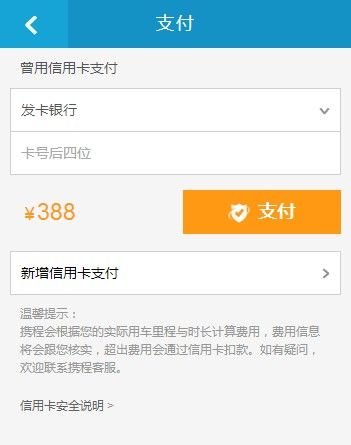 支付
曾用信用卡支付
发卡银行
卡号后四位
¥388
支付
新增信用卡支付
温馨提示：
携程会根据您的实际用车里程与时长计算费用，费用信息
将会跟您核实，超出费用会通过信用卡扣款。如有疑问，
欢迎联系携程客服。
信用卡安全说明 >